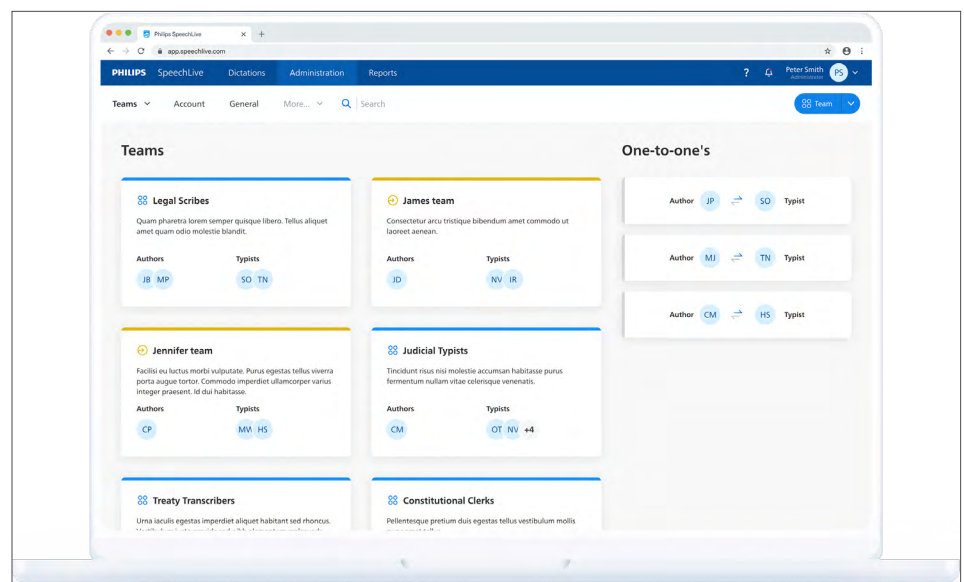 Philips SpeechLive
app.speechlive.com
PHILIPS SpeechLive Dictations Administration Reports ? Peter Smith Administrator PS
Teams Account General More... Search Team
Teams
One-to-one's
Legal Scribes
Quam pharetra lorem semper quisque libero. Tellus aliquet
amet quam odio molestie blandit.
Authors Typists
JB MP SO TN
James team
Consectetur arcu tristique bibendum amet commodo ut
laoreet aenean.
Authors Typists
JD NV IR
Author JP SO Typist
Author MJ TN Typist
Author CM HS Typist
Jennifer team
Facilisi eu luctus morbi vulputate. Purus egestas tellus viverra
porta augue tortor. Commodo imperdiet ullamcorper varius
integer praesent. Id dui habitasse.
Authors Typists
CP MW HS
Judicial Typists
Tincidunt risus nisi molestie accumsan habitasse purus
fermentum nullam vitae celerisque venenatis.
Authors Typists
CM OT NV +4
Treaty Transcribers
Urna iaculis egestas imperdiet aliquet habitant sed rhoncus.
Constitutional Clerks
Pellentesque pretium duis egestas tellus vestibulum mollis